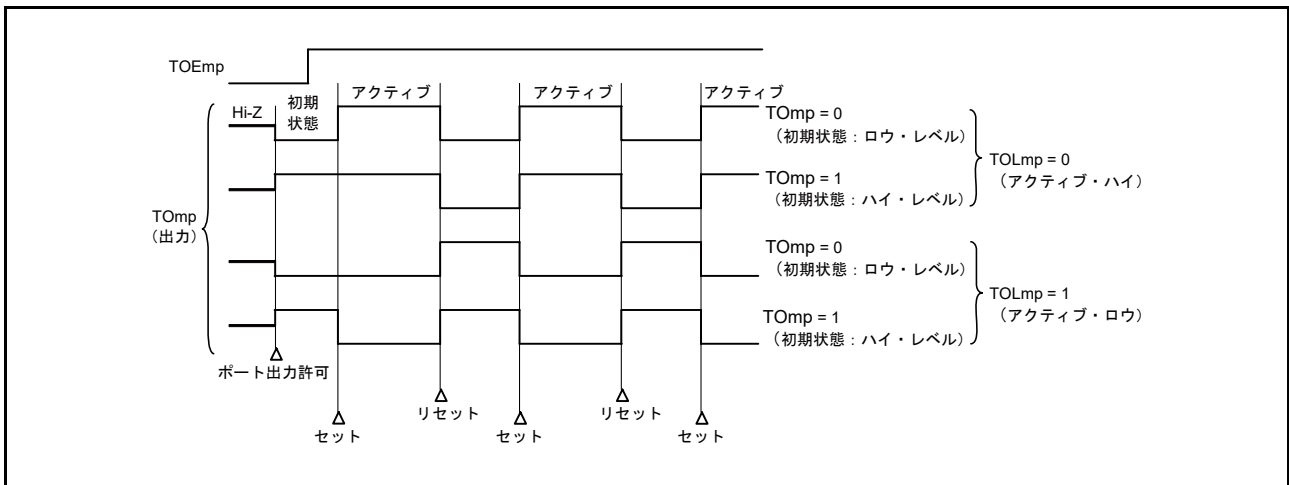 TOEmp
Hi-Z
初期
状態
アクティブ
アクティブ
アクティブ
TOmp
(出力)
TOmp = 0
(初期状態：ロウ・レベル)
TOmp = 1
(初期状態：ハイ・レベル)
TOLmp = 0
(アクティブ・ハイ)
TOmp = 0
(初期状態：ロウ・レベル)
TOmp = 1
(初期状態：ハイ・レベル)
TOLmp = 1
(アクティブ・ロウ)
ポート出力許可
セット
リセット
セット
リセット
セット